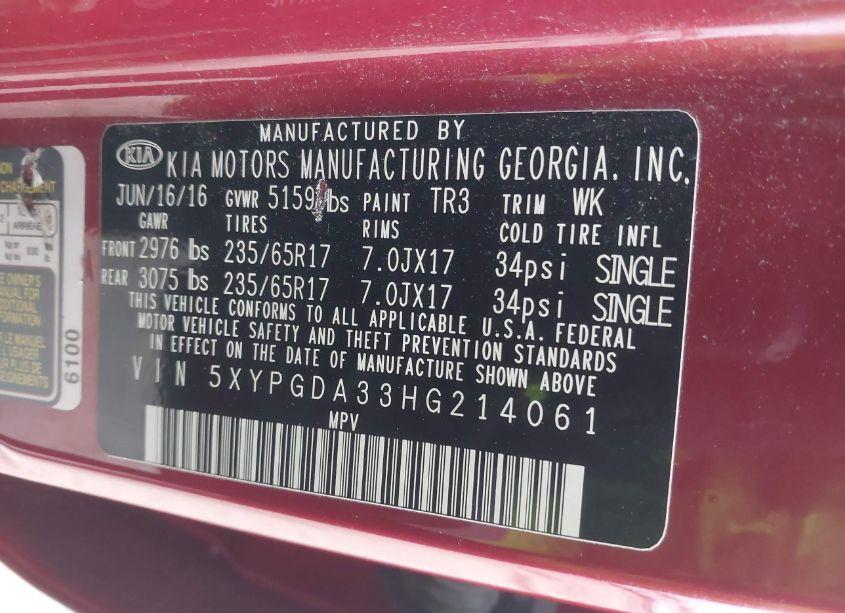 MANUFACTURED BY
KIA KIA MOTORS MANUFACTURING GEORGIA, INC.
JUN/16/16 GVWR 5159 lbs PAINT TR3 TRIM WK
GAWR TIRES RIMS COLD TIRE INFL
FRONT 2976 lbs 235/65R17 7.0JX17 34psi SINGLE
REAR 3075 lbs 235/65R17 7.0JX17 34psi SINGLE
THIS VEHICLE CONFORMS TO ALL APPLICABLE U.S.A. FEDERAL
MOTOR VEHICLE SAFETY AND THEFT PREVENTION STANDARDS
IN EFFECT ON THE DATE OF MANUFACTURE SHOWN ABOVE
VIN 5XYPGDA33HG214061
MPV
6100